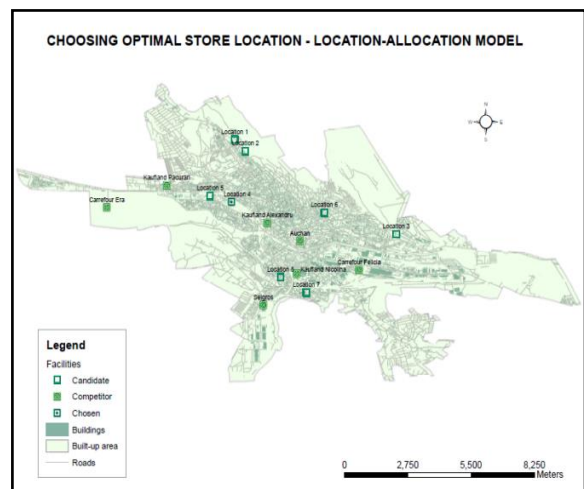 CHOOSING OPTIMAL STORE LOCATION - LOCATION-ALLOCATION MODEL
N
W E
S
Location 1
Location 2
Kaufland Pacurari
Location 5
Location 4
Carrefour Era
Location 6
Kaufland Alexandru
Location 3
Auchan
Carrefour Felicia
Kaufland Nicolina
Location 7
Selgros
Legend
Facilities
Candidate
Competitor
Chosen
Buildings
Built-up area
Roads
0 2,750 5,500 8,250
Meters